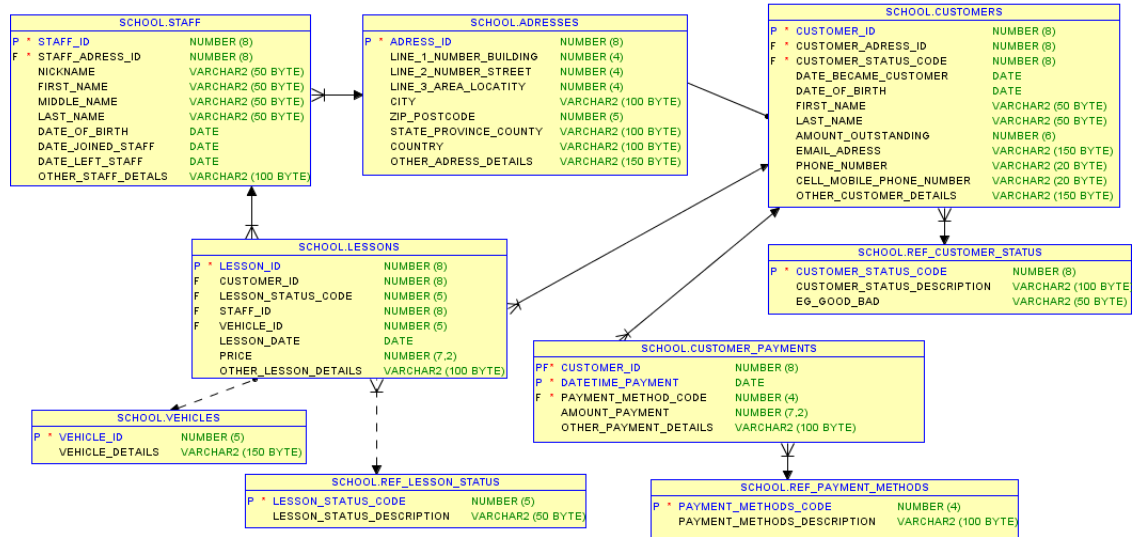 SCHOOL.STAFF
P * STAFF_ID NUMBER (8)
F * STAFF_ADRESS_ID NUMBER (8)
NICKNAME VARCHAR2 (50 BYTE)
FIRST_NAME VARCHAR2 (50 BYTE)
MIDDLE_NAME VARCHAR2 (50 BYTE)
LAST_NAME VARCHAR2 (50 BYTE)
DATE_OF_BIRTH DATE
DATE_JOINED_STAFF DATE
DATE_LEFT_STAFF DATE
OTHER_STAFF_DETALS VARCHAR2 (100 BYTE)
SCHOOL.ADRESSES
P * ADRESS_ID NUMBER (8)
LINE_1_NUMBER_BUILDING NUMBER (4)
LINE_2_NUMBER_STREET NUMBER (4)
LINE_3_AREA_LOCATITY NUMBER (4)
CITY VARCHAR2 (100 BYTE)
ZIP_POSTCODE NUMBER (5)
STATE_PROVINCE_COUNTY VARCHAR2 (100 BYTE)
COUNTRY VARCHAR2 (100 BYTE)
OTHER_ADRESS_DETAILS VARCHAR2 (150 BYTE)
SCHOOL.CUSTOMERS
P * CUSTOMER_ID NUMBER (8)
F * CUSTOMER_ADRESS_ID NUMBER (8)
F * CUSTOMER_STATUS_CODE NUMBER (8)
DATE_BECAME_CUSTOMER DATE
DATE_OF_BIRTH DATE
FIRST_NAME VARCHAR2 (50 BYTE)
LAST_NAME VARCHAR2 (50 BYTE)
AMOUNT_OUTSTANDING NUMBER (6)
EMAIL_ADRESS VARCHAR2 (150 BYTE)
PHONE_NUMBER VARCHAR2 (20 BYTE)
CELL_MOBILE_PHONE_NUMBER VARCHAR2 (20 BYTE)
OTHER_CUSTOMER_DETAILS VARCHAR2 (150 BYTE)
SCHOOL.LESSONS
P * LESSON_ID NUMBER (8)
F CUSTOMER_ID NUMBER (8)
F LESSON_STATUS_CODE NUMBER (5)
F STAFF_ID NUMBER (8)
F VEHICLE_ID NUMBER (5)
LESSON_DATE DATE
PRICE NUMBER (7,2)
OTHER_LESSON_DETAILS VARCHAR2 (100 BYTE)
SCHOOL.REF_CUSTOMER_STATUS
P * CUSTOMER_STATUS_CODE NUMBER (8)
CUSTOMER_STATUS_DESCRIPTION VARCHAR2 (100 BYTE)
EG_GOOD_BAD VARCHAR2 (50 BYTE)
SCHOOL.CUSTOMER_PAYMENTS
PF* CUSTOMER_ID NUMBER (8)
P * DATETIME_PAYMENT DATE
F * PAYMENT_METHOD_CODE NUMBER (4)
AMOUNT_PAYMENT NUMBER (7,2)
OTHER_PAYMENT_DETAILS VARCHAR2 (100 BYTE)
SCHOOL.VEHICLES
P * VEHICLE_ID NUMBER (5)
VEHICLE_DETAILS VARCHAR2 (150 BYTE)
SCHOOL.REF_LESSON_STATUS
P * LESSON_STATUS_CODE NUMBER (5)
LESSON_STATUS_DESCRIPTION VARCHAR2 (50 BYTE)
SCHOOL.REF_PAYMENT_METHODS
P * PAYMENT_METHODS_CODE NUMBER (4)
PAYMENT_METHODS_DESCRIPTION VARCHAR2 (100 BYTE)